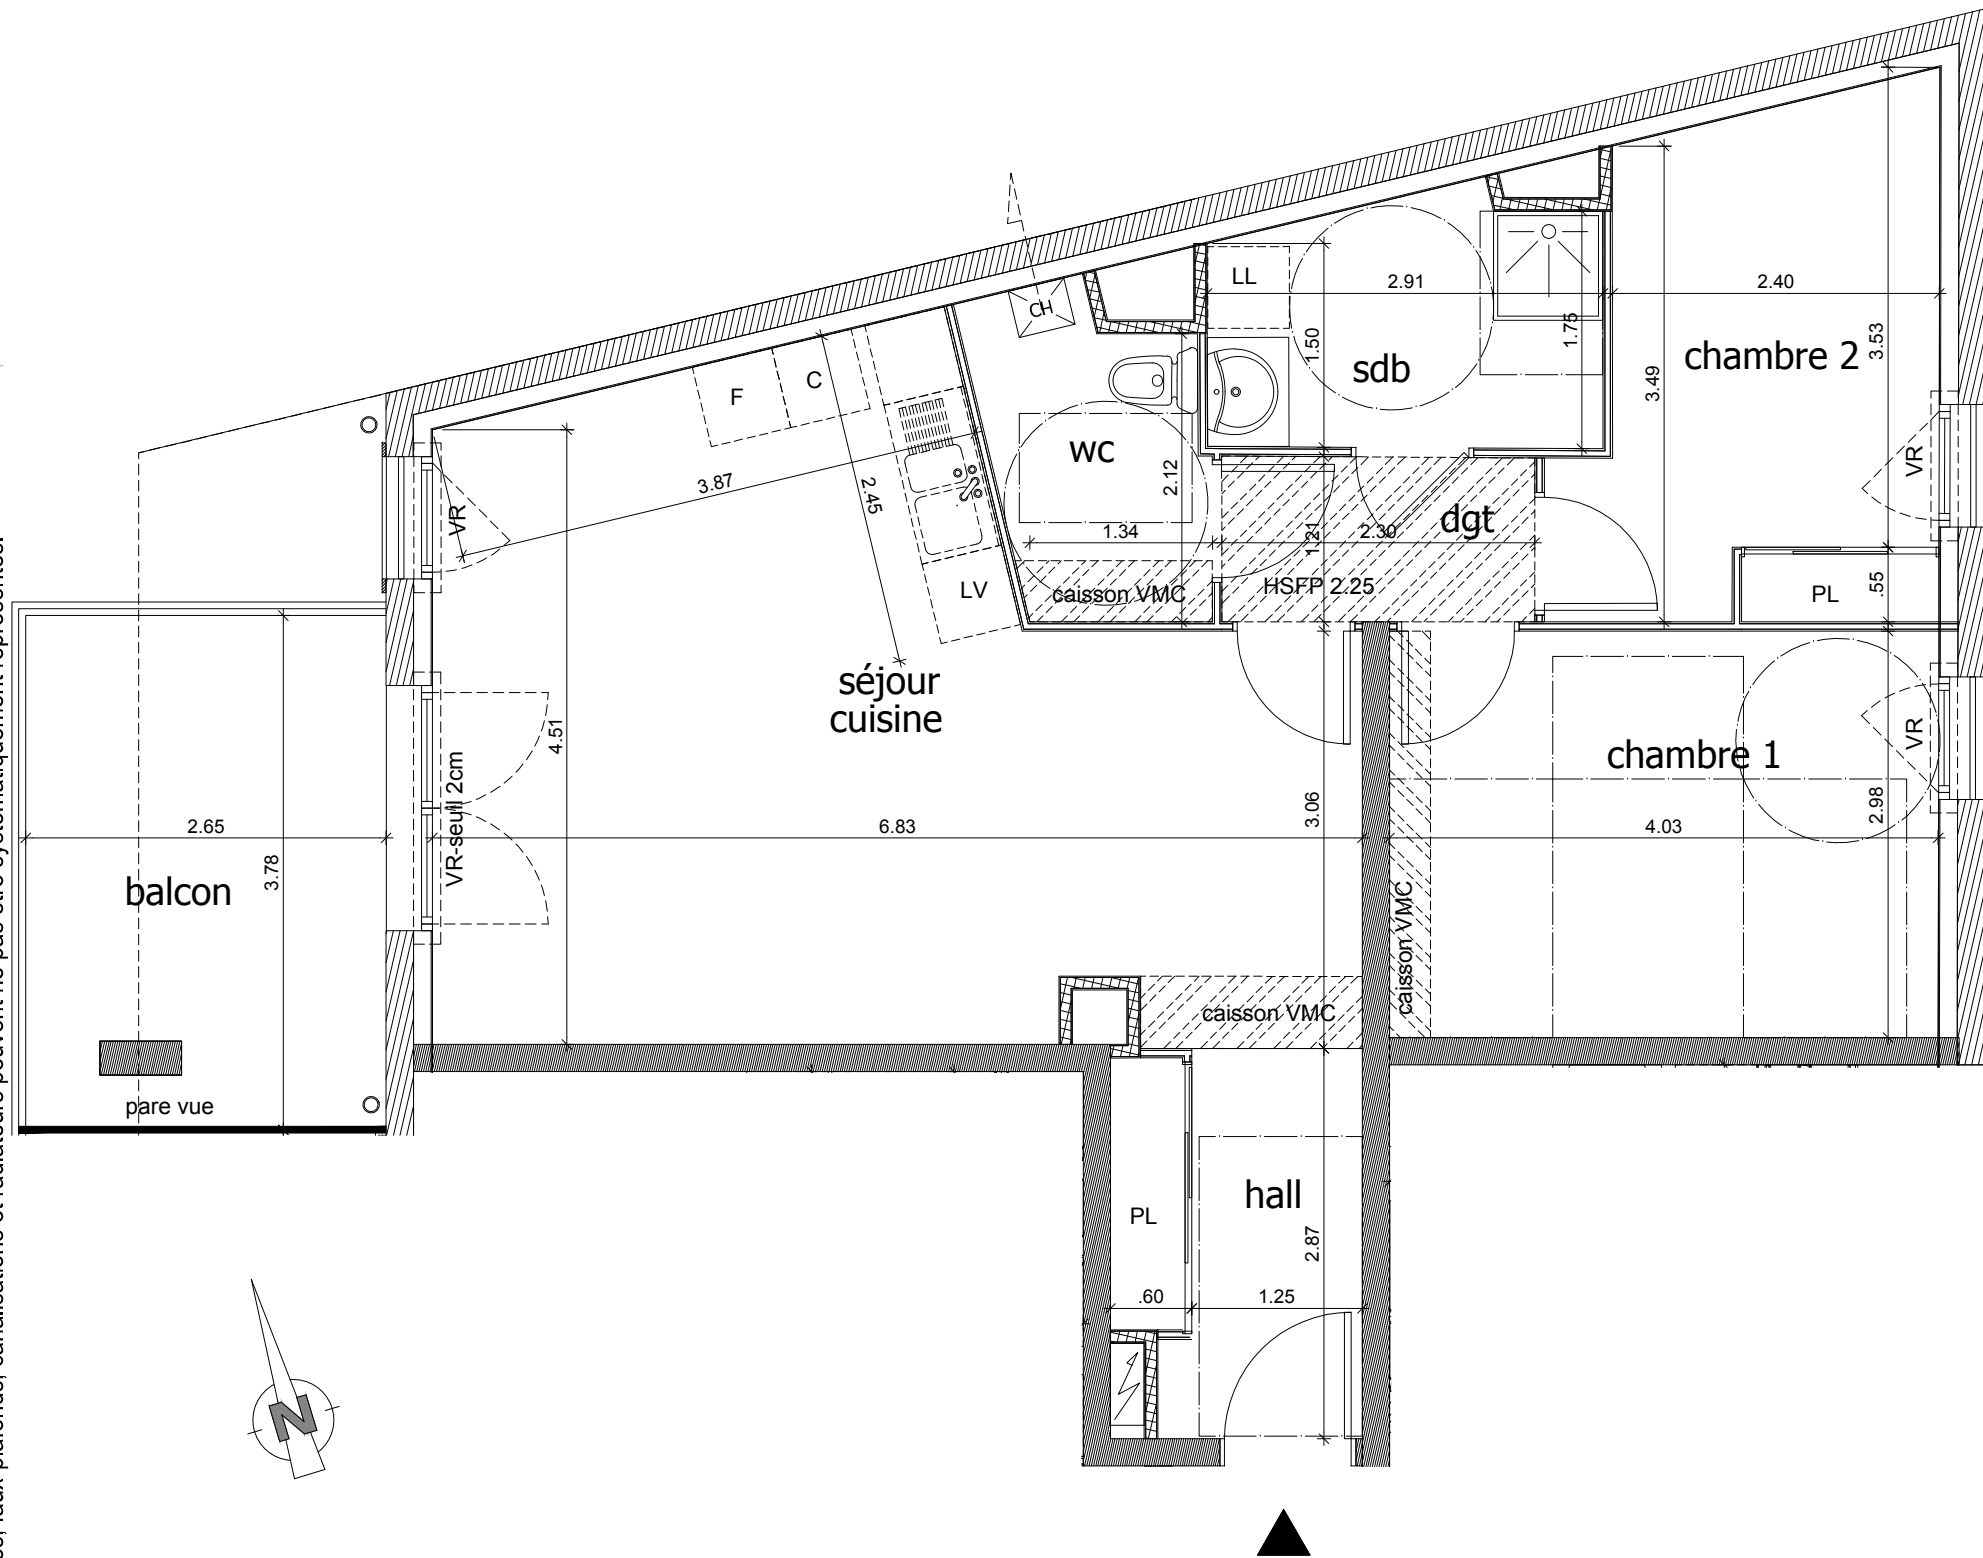 CH
LL
2.91
2.40
1.50
1.75
sdb
chambre 2
3.53
3.49
F
C
wc
2.12
VR
3.87
2.45
VR
dgt
1.34
1.21
2.30
LV
caisson VMC
HSFP 2.25
PL
.55
séjour
cuisine
4.51
VR-seuil 2cm
chambre 1
VR
3.06
2.98
2.65
6.83
4.03
balcon
3.78
caisson VMC
caisson VMC
pare vue
PL
hall
2.87
.60
1.25
N